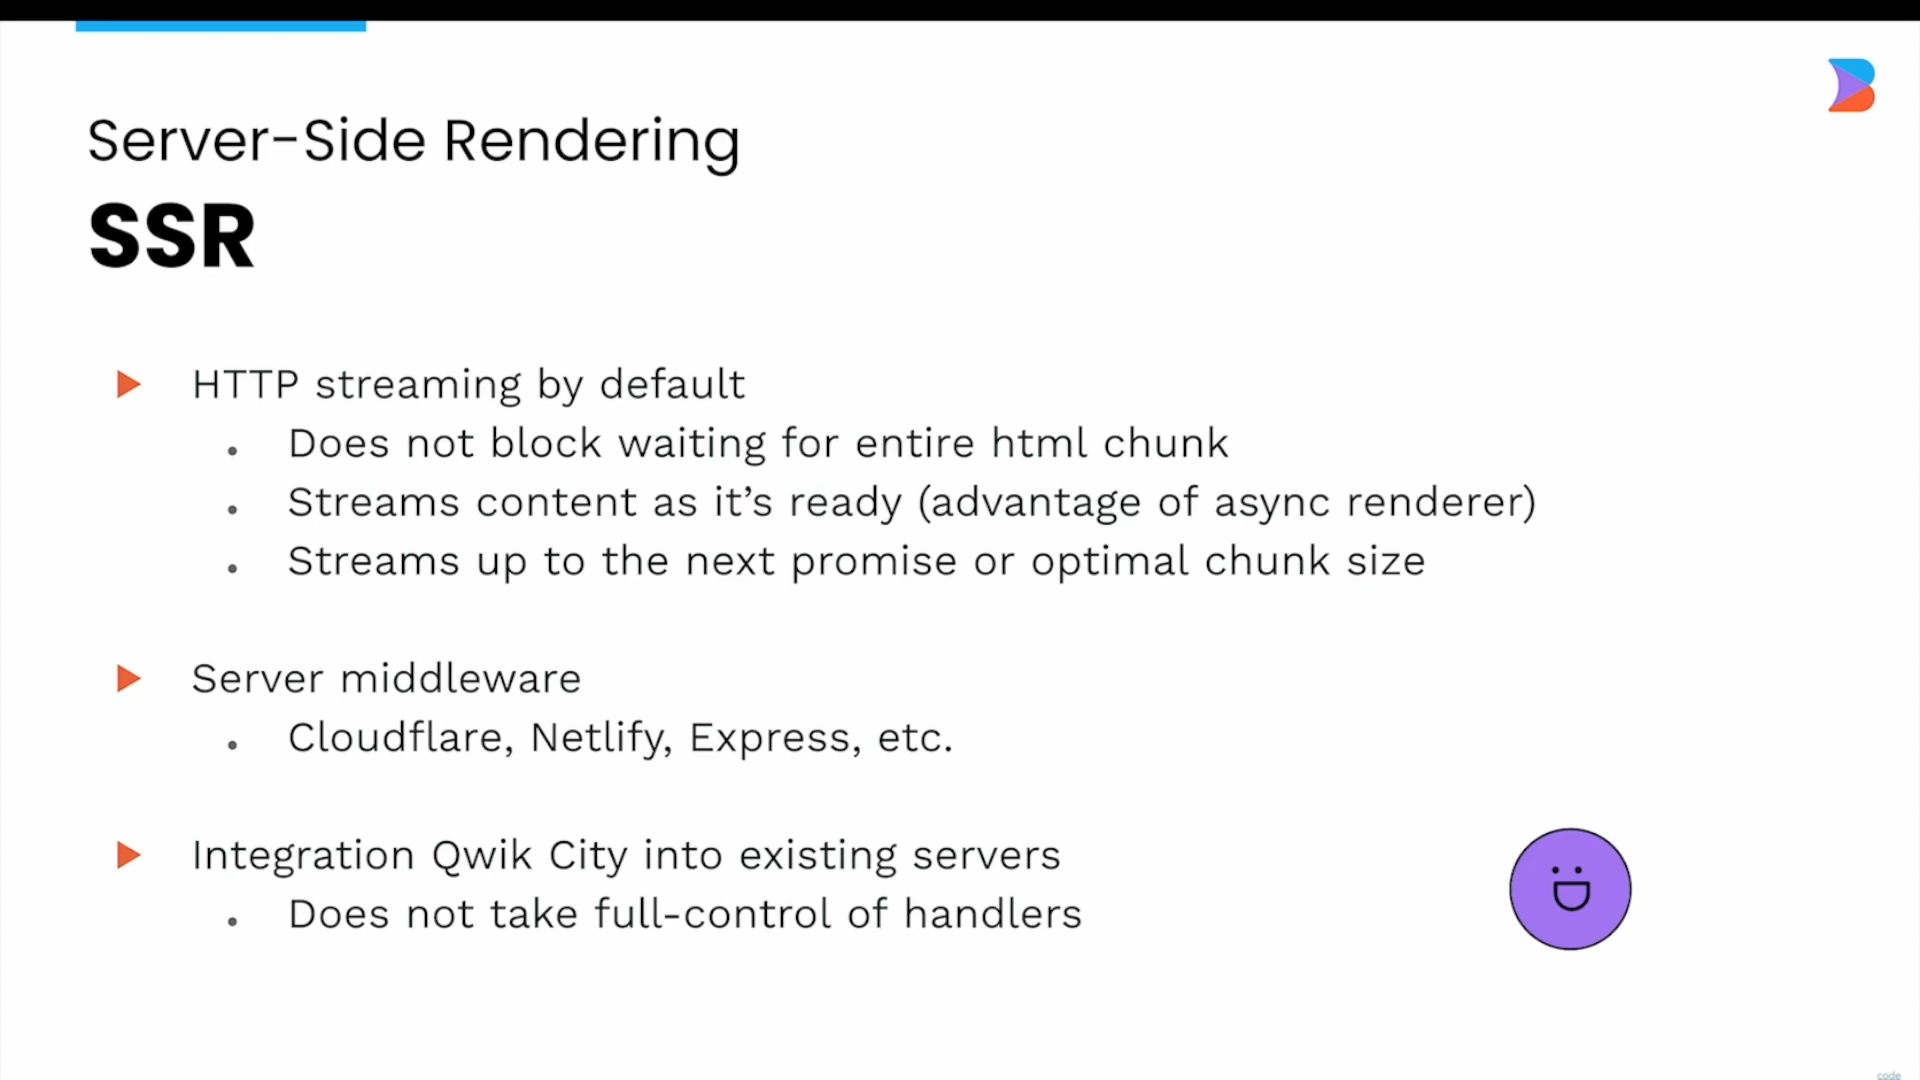 Server-Side Rendering
SSR
HTTP streaming by default
Does not block waiting for entire html chunk
Streams content as it’s ready (advantage of async renderer)
Streams up to the next promise or optimal chunk size
Server middleware
Cloudflare, Netlify, Express, etc.
Integration Qwik City into existing servers
Does not take full-control of handlers
code